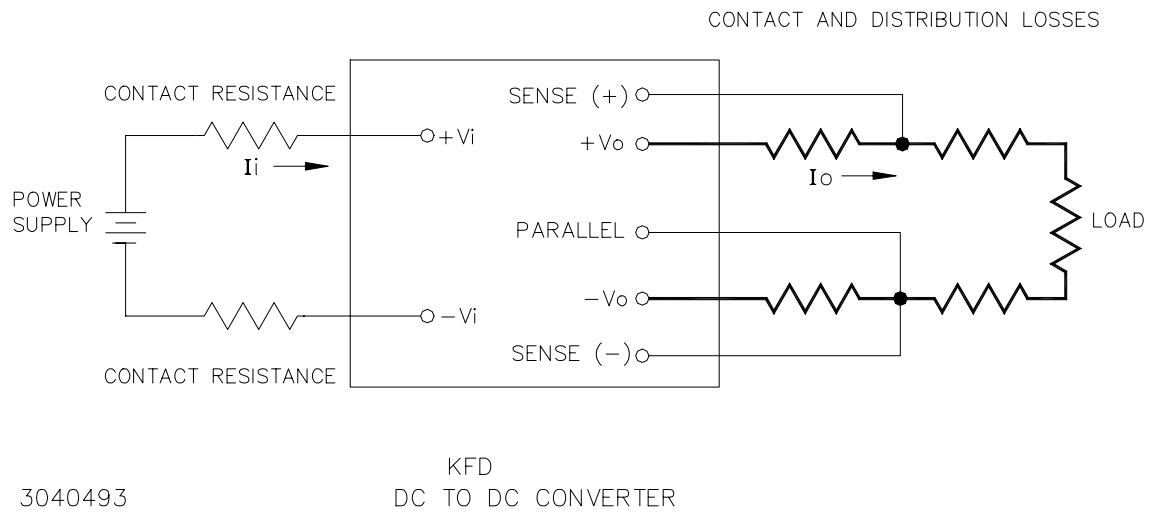 CONTACT AND DISTRIBUTION LOSSES
CONTACT RESISTANCE
SENSE (+)
+Vi
+Vo
Ii
Io
POWER
SUPPLY
PARALLEL
LOAD
-Vo
-Vi
SENSE (-)
CONTACT RESISTANCE
KFD
3040493
DC TO DC CONVERTER